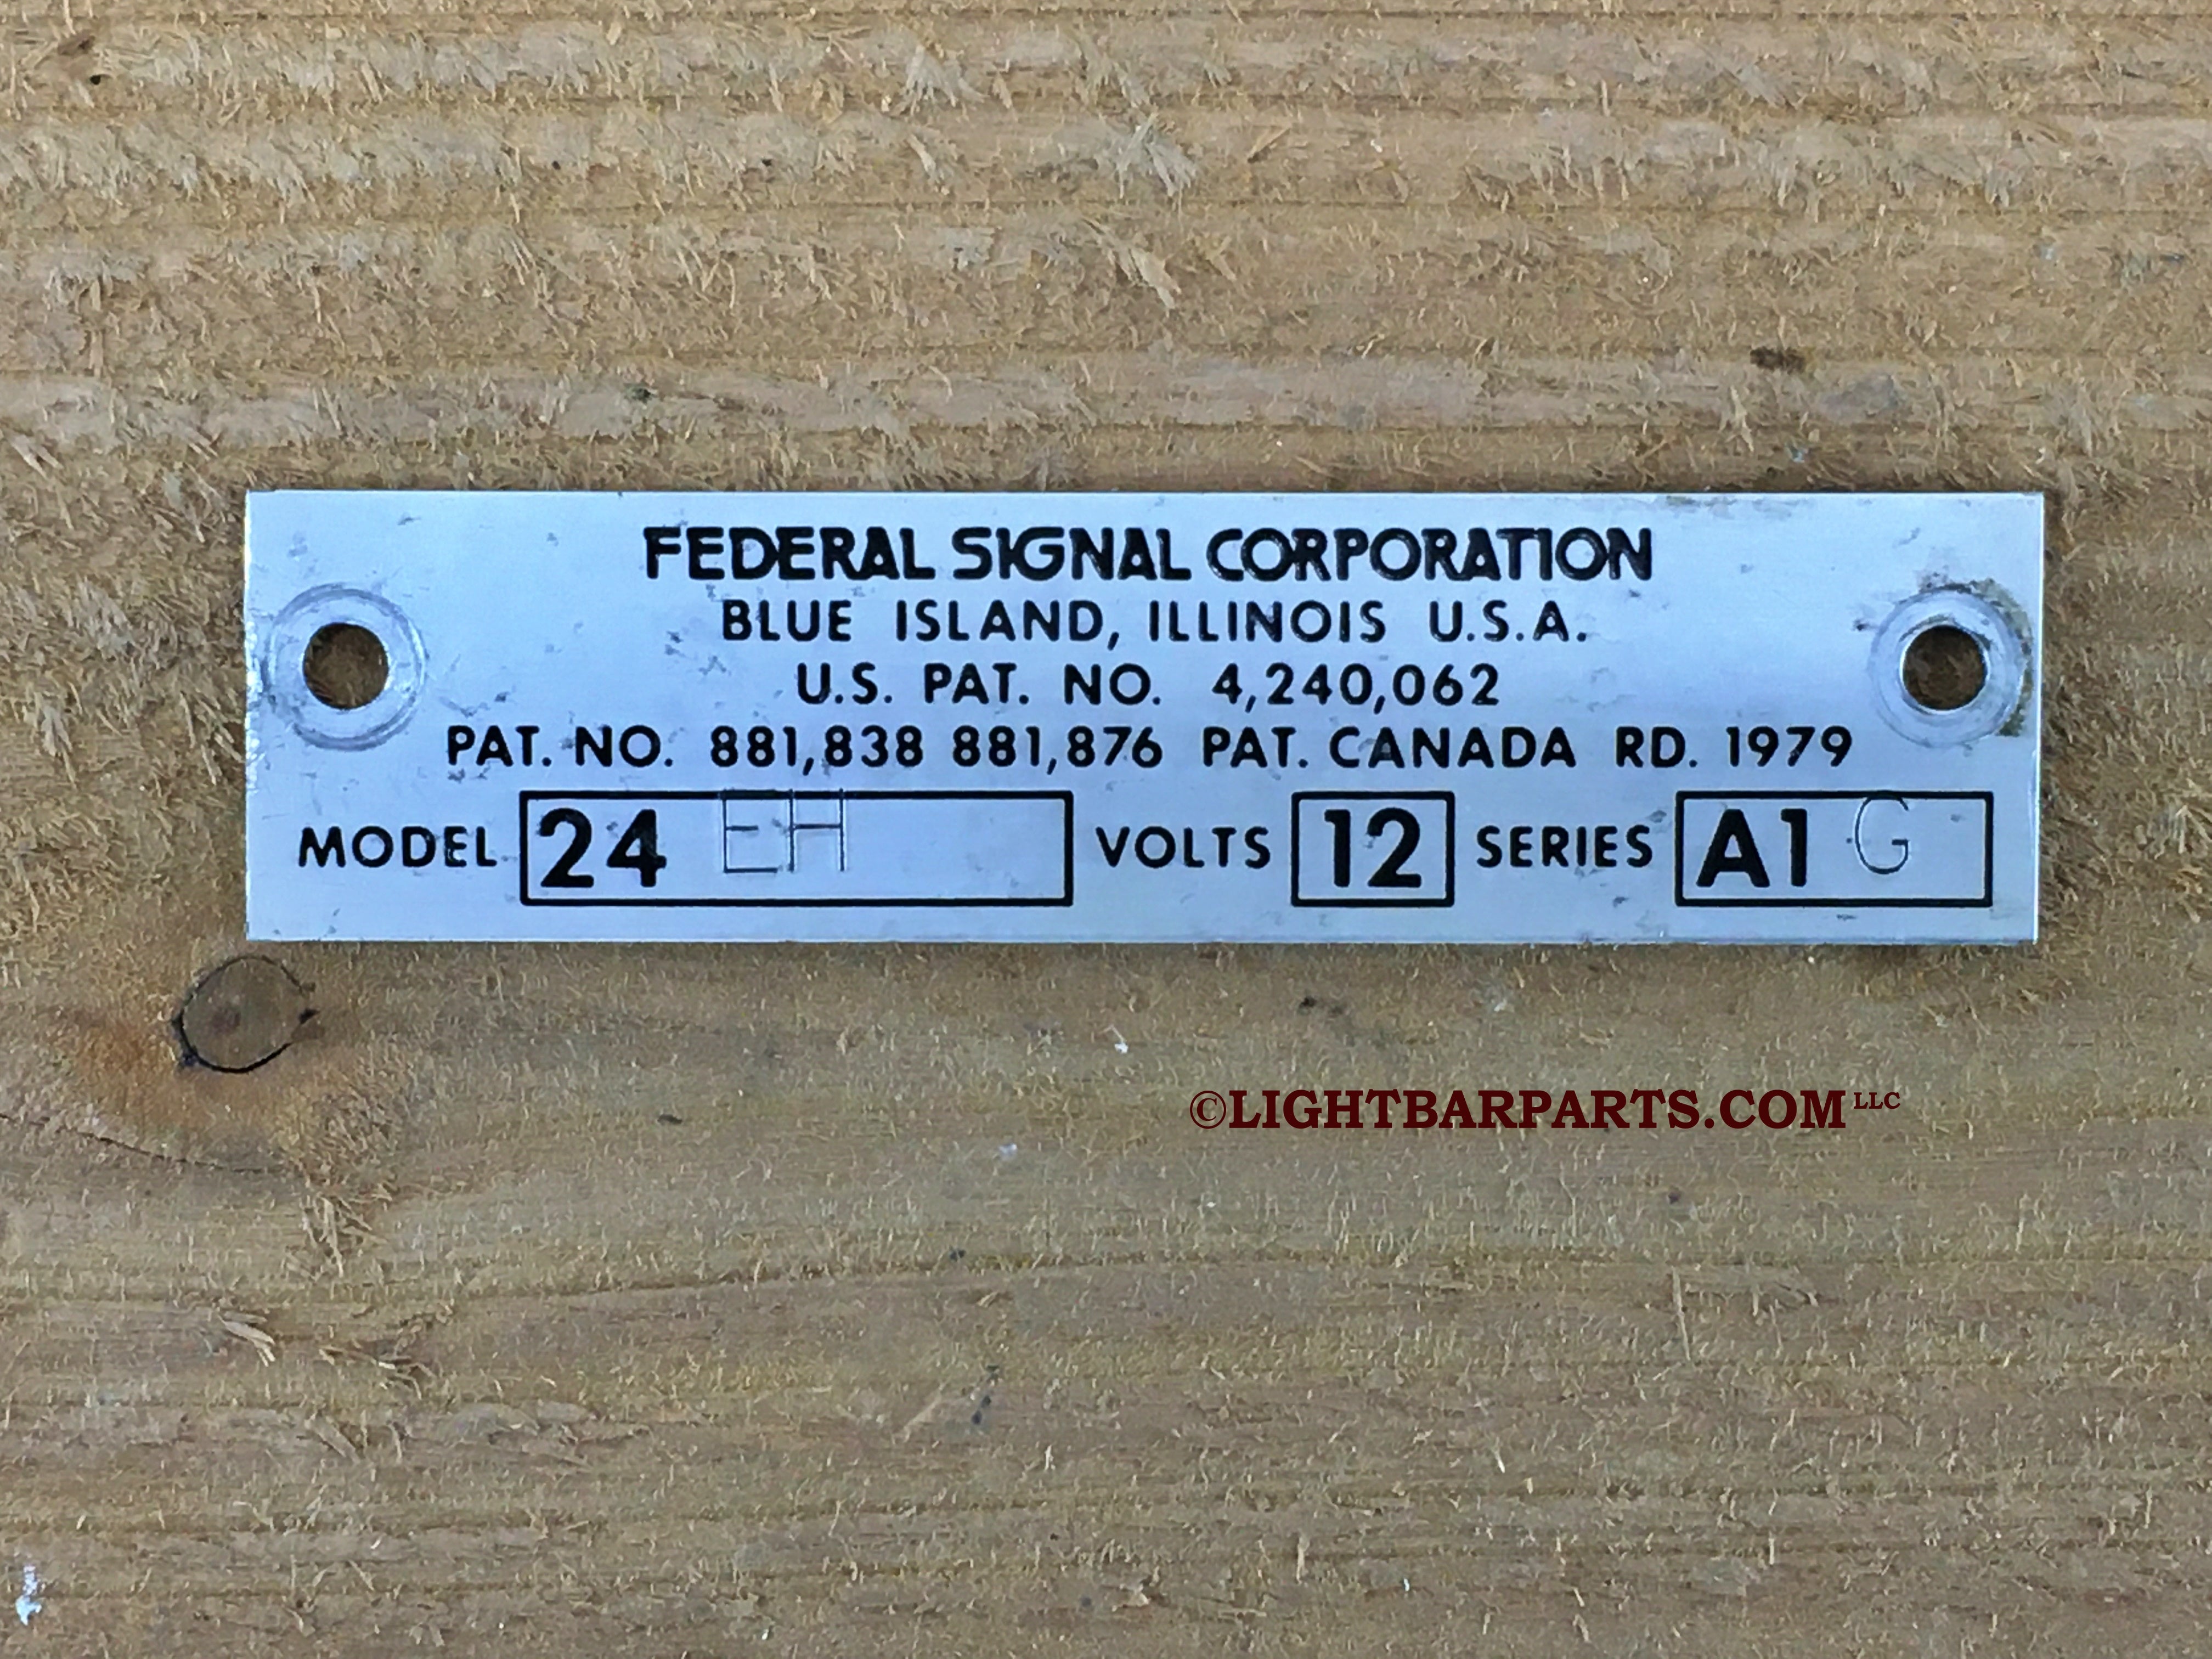 FEDERAL SIGNAL CORPORATION
BLUE ISLAND, ILLINOIS U.S.A.
U.S. PAT. NO. 4,240,062
PAT. NO. 881,838 881,876 PAT. CANADA RD. 1979
MODEL 24 EH VOLTS 12 SERIES A1 G
©LIGHTBARPARTS.COM LLC